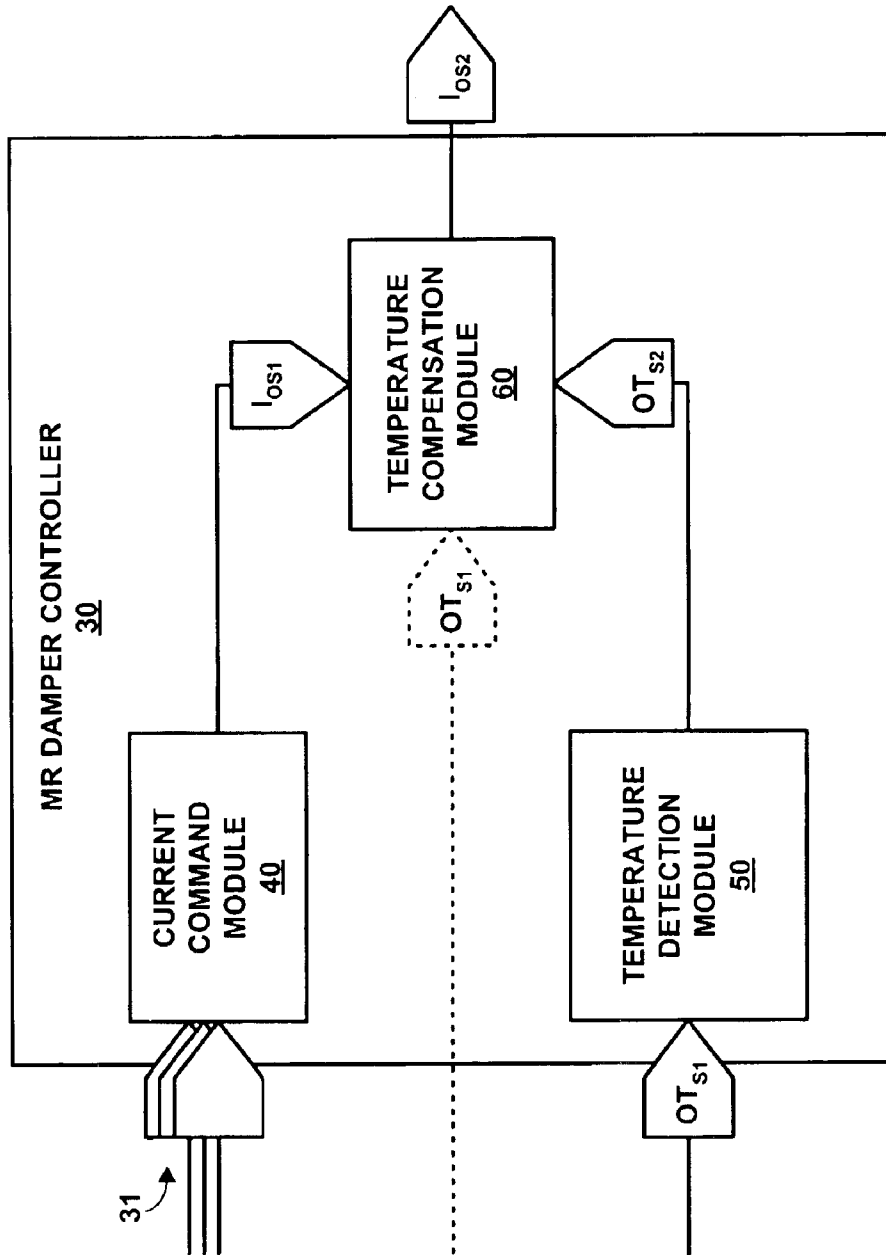 MR DAMPER CONTROLLER
30
31
CURRENT
COMMAND
MODULE
40
I_OS1
OT_S1
TEMPERATURE
COMPENSATION
MODULE
60
I_OS2
OT_S1
TEMPERATURE
DETECTION
MODULE
50
OT_S2